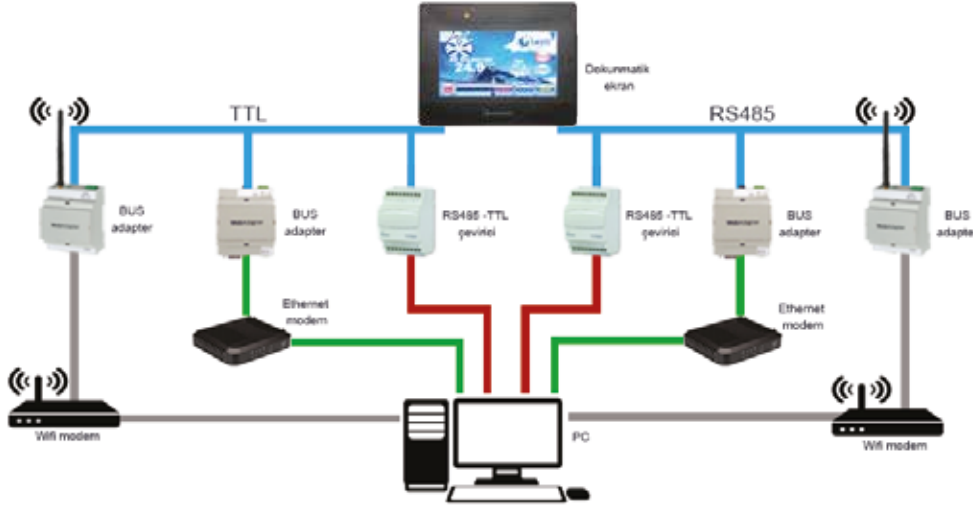 Dokunmatik
ekran
TTL
RS485
BUS
adapter
BUS
adapter
RS485 -TTL
çevirici
RS485 -TTL
çevirici
BUS
adapter
BUS
adapter
Ethernet
modem
Ethernet
modem
Wifi modem
PC
Wifi modem